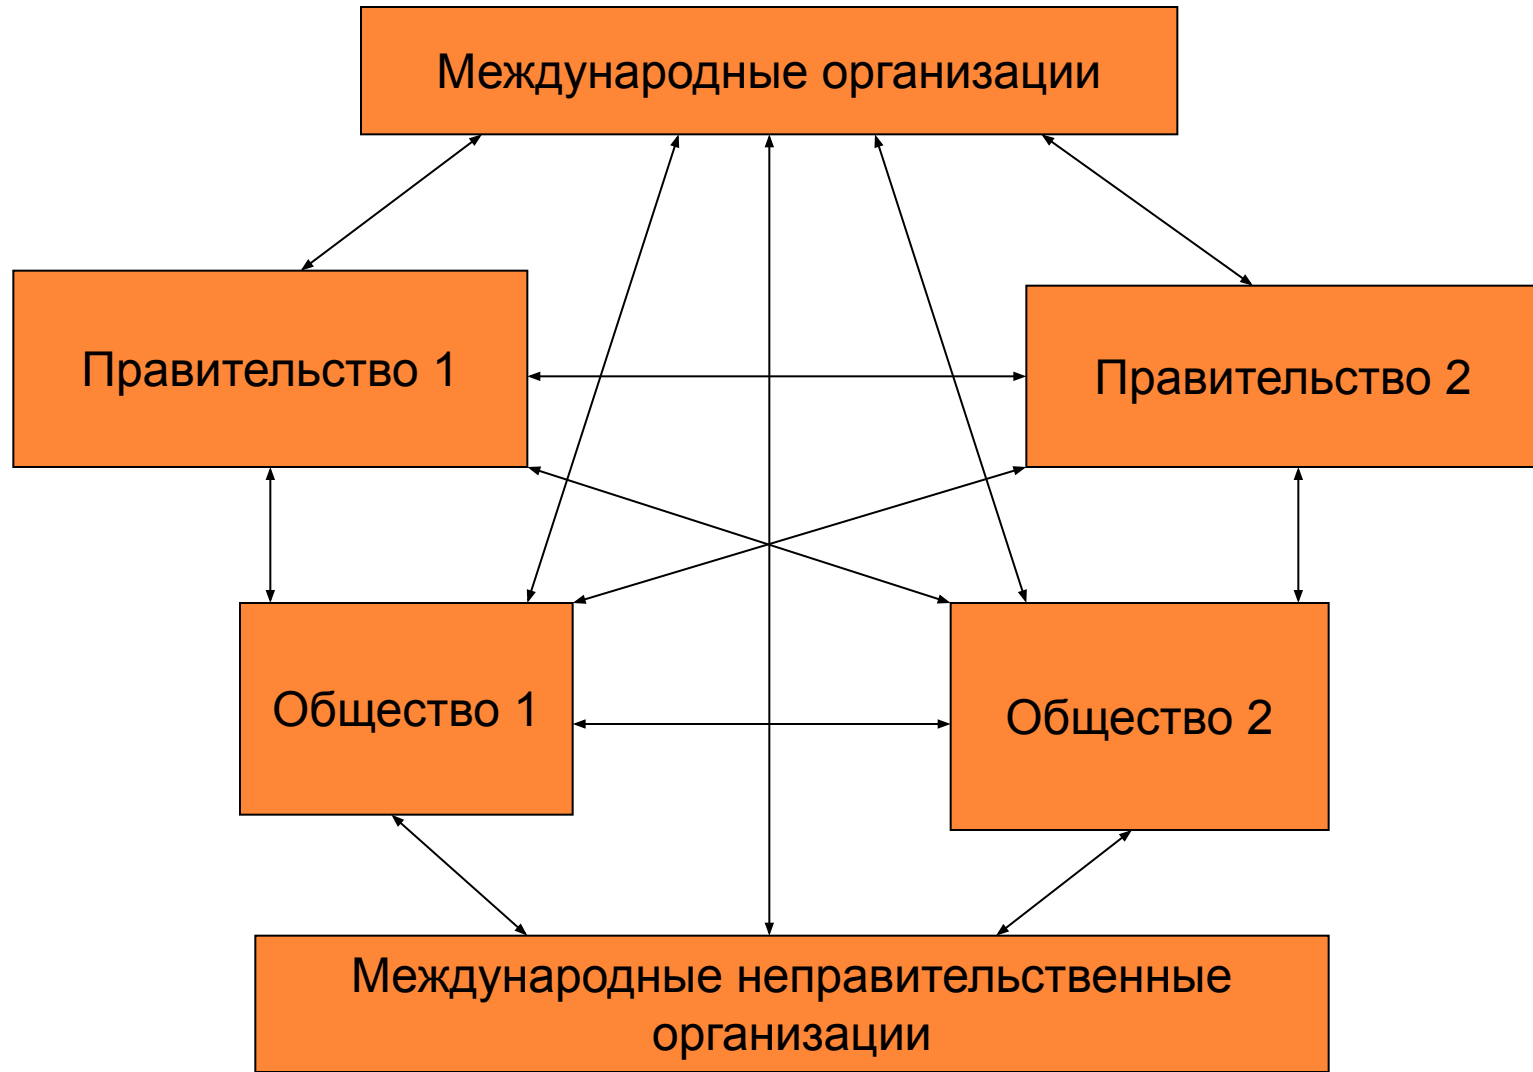 Международные организации
Правительство 1
Правительство 2
Общество 1
Общество 2
Международные неправительственные
организации